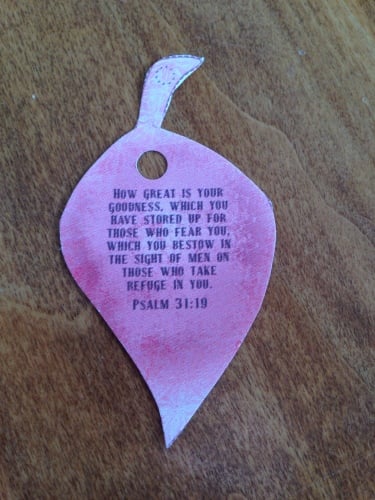 HOW GREAT IS YOUR
GOODNESS, WHICH YOU
HAVE STORED UP FOR
THOSE WHO FEAR YOU,
WHICH YOU BESTOW IN
THE SIGHT OF MEN ON
THOSE WHO TAKE
REFUGE IN YOU.
PSALM 31:19